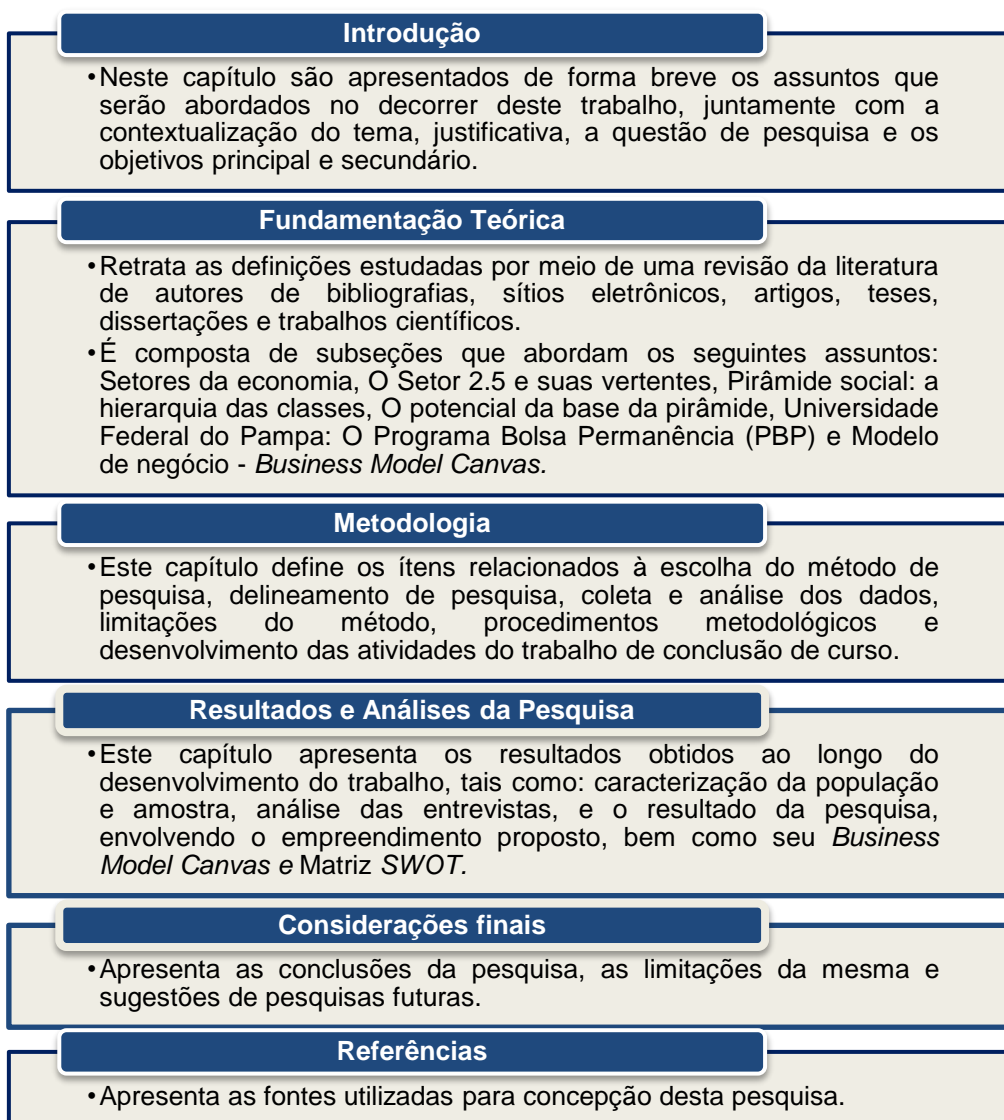 Introdução
•Neste capítulo são apresentados de forma breve os assuntos que
serão abordados no decorrer deste trabalho, juntamente com a
contextualização do tema, justificativa, a questão de pesquisa e os
objetivos principal e secundário.
Fundamentação Teórica
•Retrata as definições estudadas por meio de uma revisão da literatura
de autores de bibliografias, sítios eletrônicos, artigos, teses,
dissertações e trabalhos científicos.
•É composta de subseções que abordam os seguintes assuntos:
Setores da economia, O Setor 2.5 e suas vertentes, Pirâmide social: a
hierarquia das classes, O potencial da base da pirâmide, Universidade
Federal do Pampa: O Programa Bolsa Permanência (PBP) e Modelo
de negócio - Business Model Canvas.
Metodologia
•Este capítulo define os ítens relacionados à escolha do método de
pesquisa, delineamento de pesquisa, coleta e análise dos dados,
limitações do método, procedimentos metodológicos e
desenvolvimento das atividades do trabalho de conclusão de curso.
Resultados e Análises da Pesquisa
•Este capítulo apresenta os resultados obtidos ao longo do
desenvolvimento do trabalho, tais como: caracterização da população
e amostra, análise das entrevistas, e o resultado da pesquisa,
envolvendo o empreendimento proposto, bem como seu Business
Model Canvas e Matriz SWOT.
Considerações finais
•Apresenta as conclusões da pesquisa, as limitações da mesma e
sugestões de pesquisas futuras.
Referências
•Apresenta as fontes utilizadas para concepção desta pesquisa.